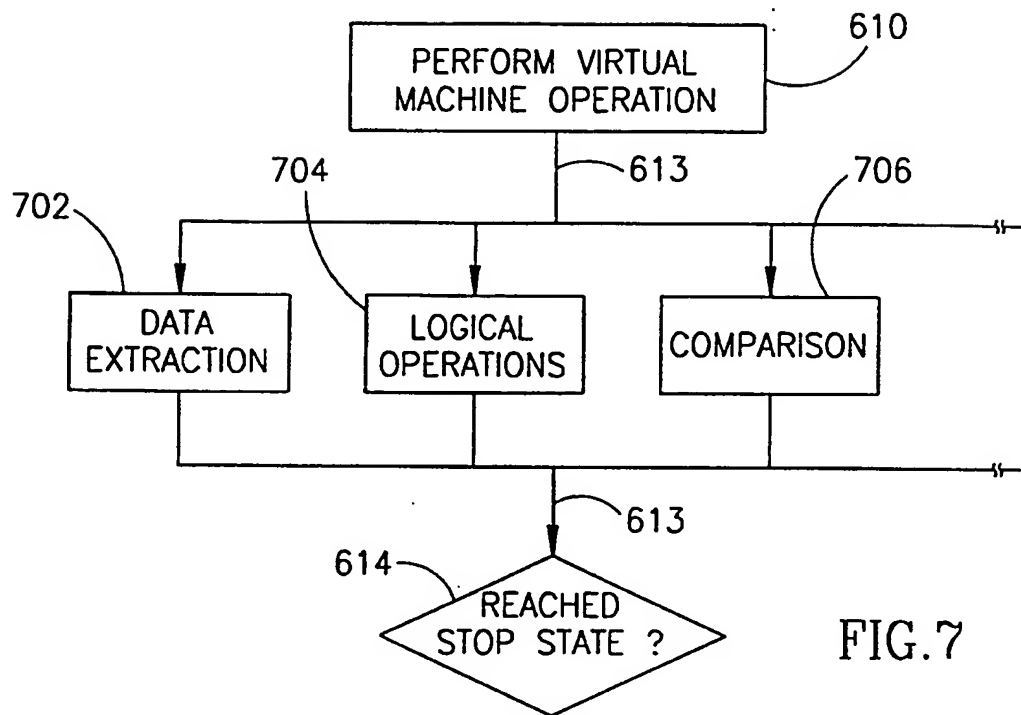 610
PERFORM VIRTUAL
MACHINE OPERATION
613
702
704
706
DATA
EXTRACTION
LOGICAL
OPERATIONS
COMPARISON
613
614
REACHED
STOP STATE ?
FIG.7